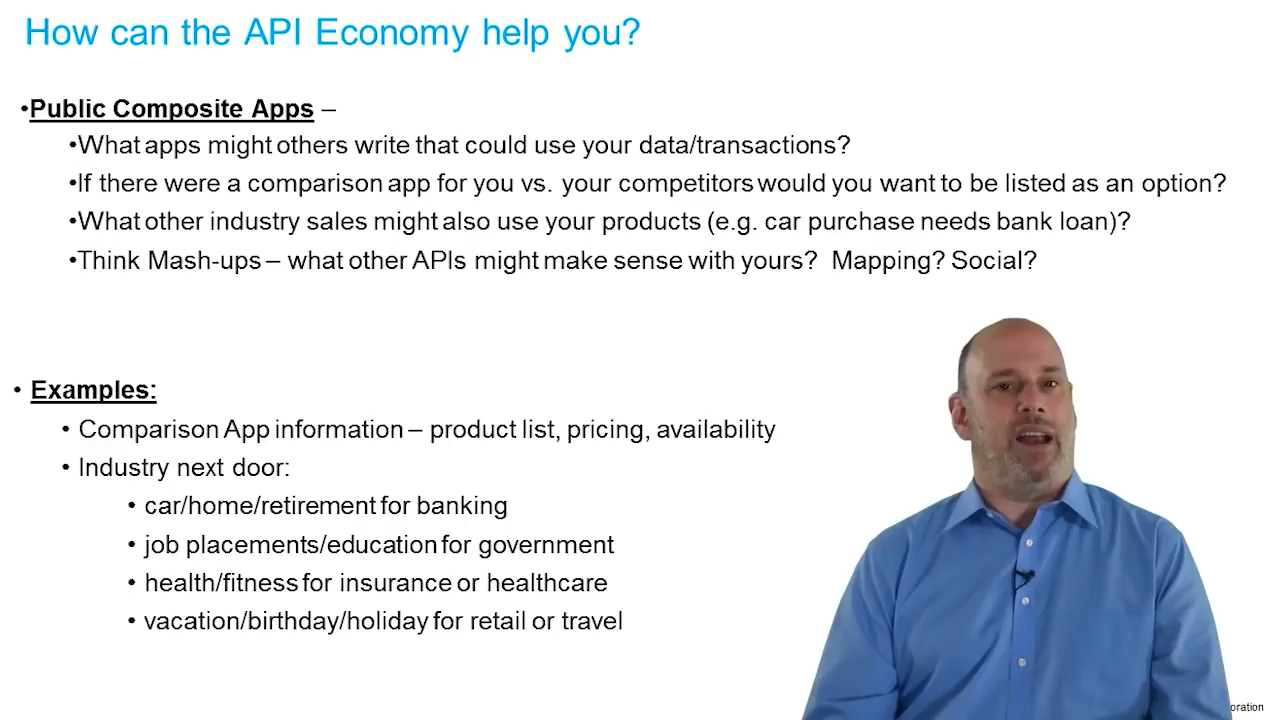 How can the API Economy help you?
•Public Composite Apps –
•What apps might others write that could use your data/transactions?
•If there were a comparison app for you vs. your competitors would you want to be listed as an option?
•What other industry sales might also use your products (e.g. car purchase needs bank loan)?
•Think Mash-ups – what other APIs might make sense with yours?  Mapping? Social?
• Examples:
• Comparison App information – product list, pricing, availability
• Industry next door:
• car/home/retirement for banking
• job placements/education for government
• health/fitness for insurance or healthcare
• vacation/birthday/holiday for retail or travel
oration